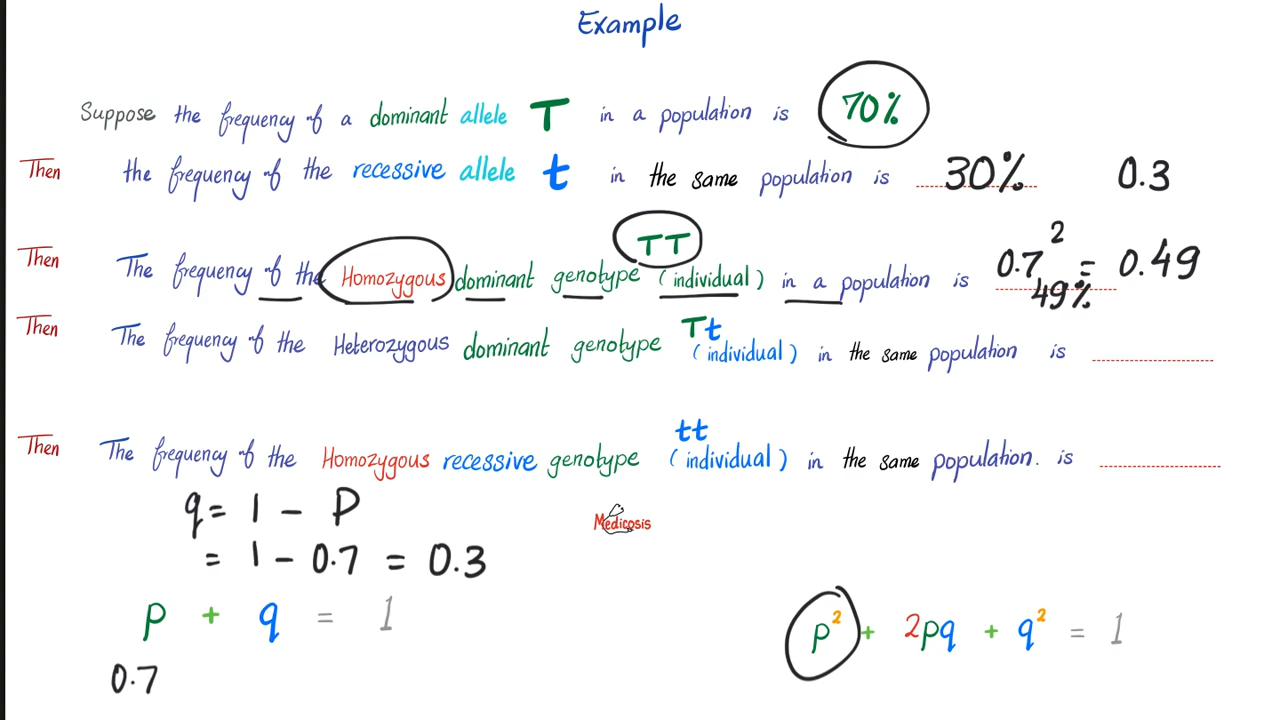 Example
Suppose the frequency of a dominant allele T in a population is 70%
Then the frequency of the recessive allele t in the same population is 30% 0.3
TT
Then The frequency of the Homozygous dominant genotype (individual) in a population is 0.7² = 0.49
49%
Tt
Then The frequency of the Heterozygous dominant genotype (individual) in the same population is
tt
Then The frequency of the Homozygous recessive genotype (individual) in the same population. is
q = 1 - P
Medicosis
= 1 - 0.7 = 0.3
p + q = 1
p² + 2pq + q² = 1
0.7